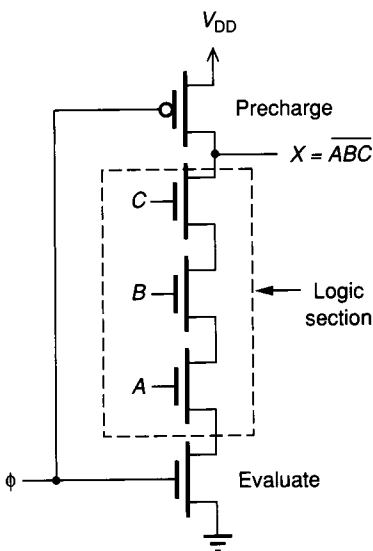 V_DD
Precharge
X = \overline{ABC}
C
B
Logic
section
A
ϕ
Evaluate